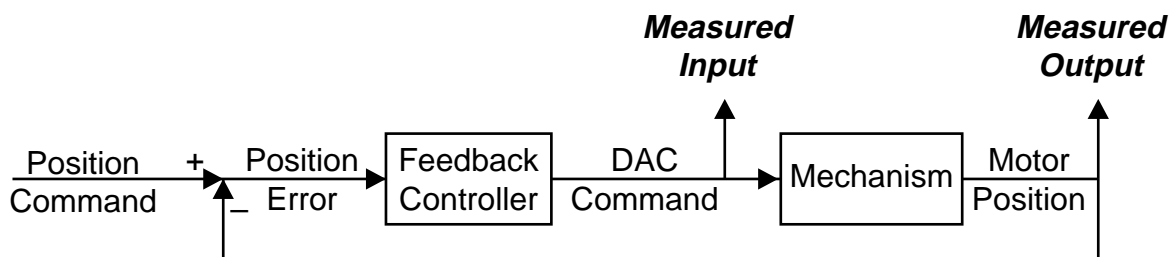 Measured
Input
Measured
Output
Position
Command
+
–
Position
Error
Feedback
Controller
DAC
Command
Mechanism
Motor
Position